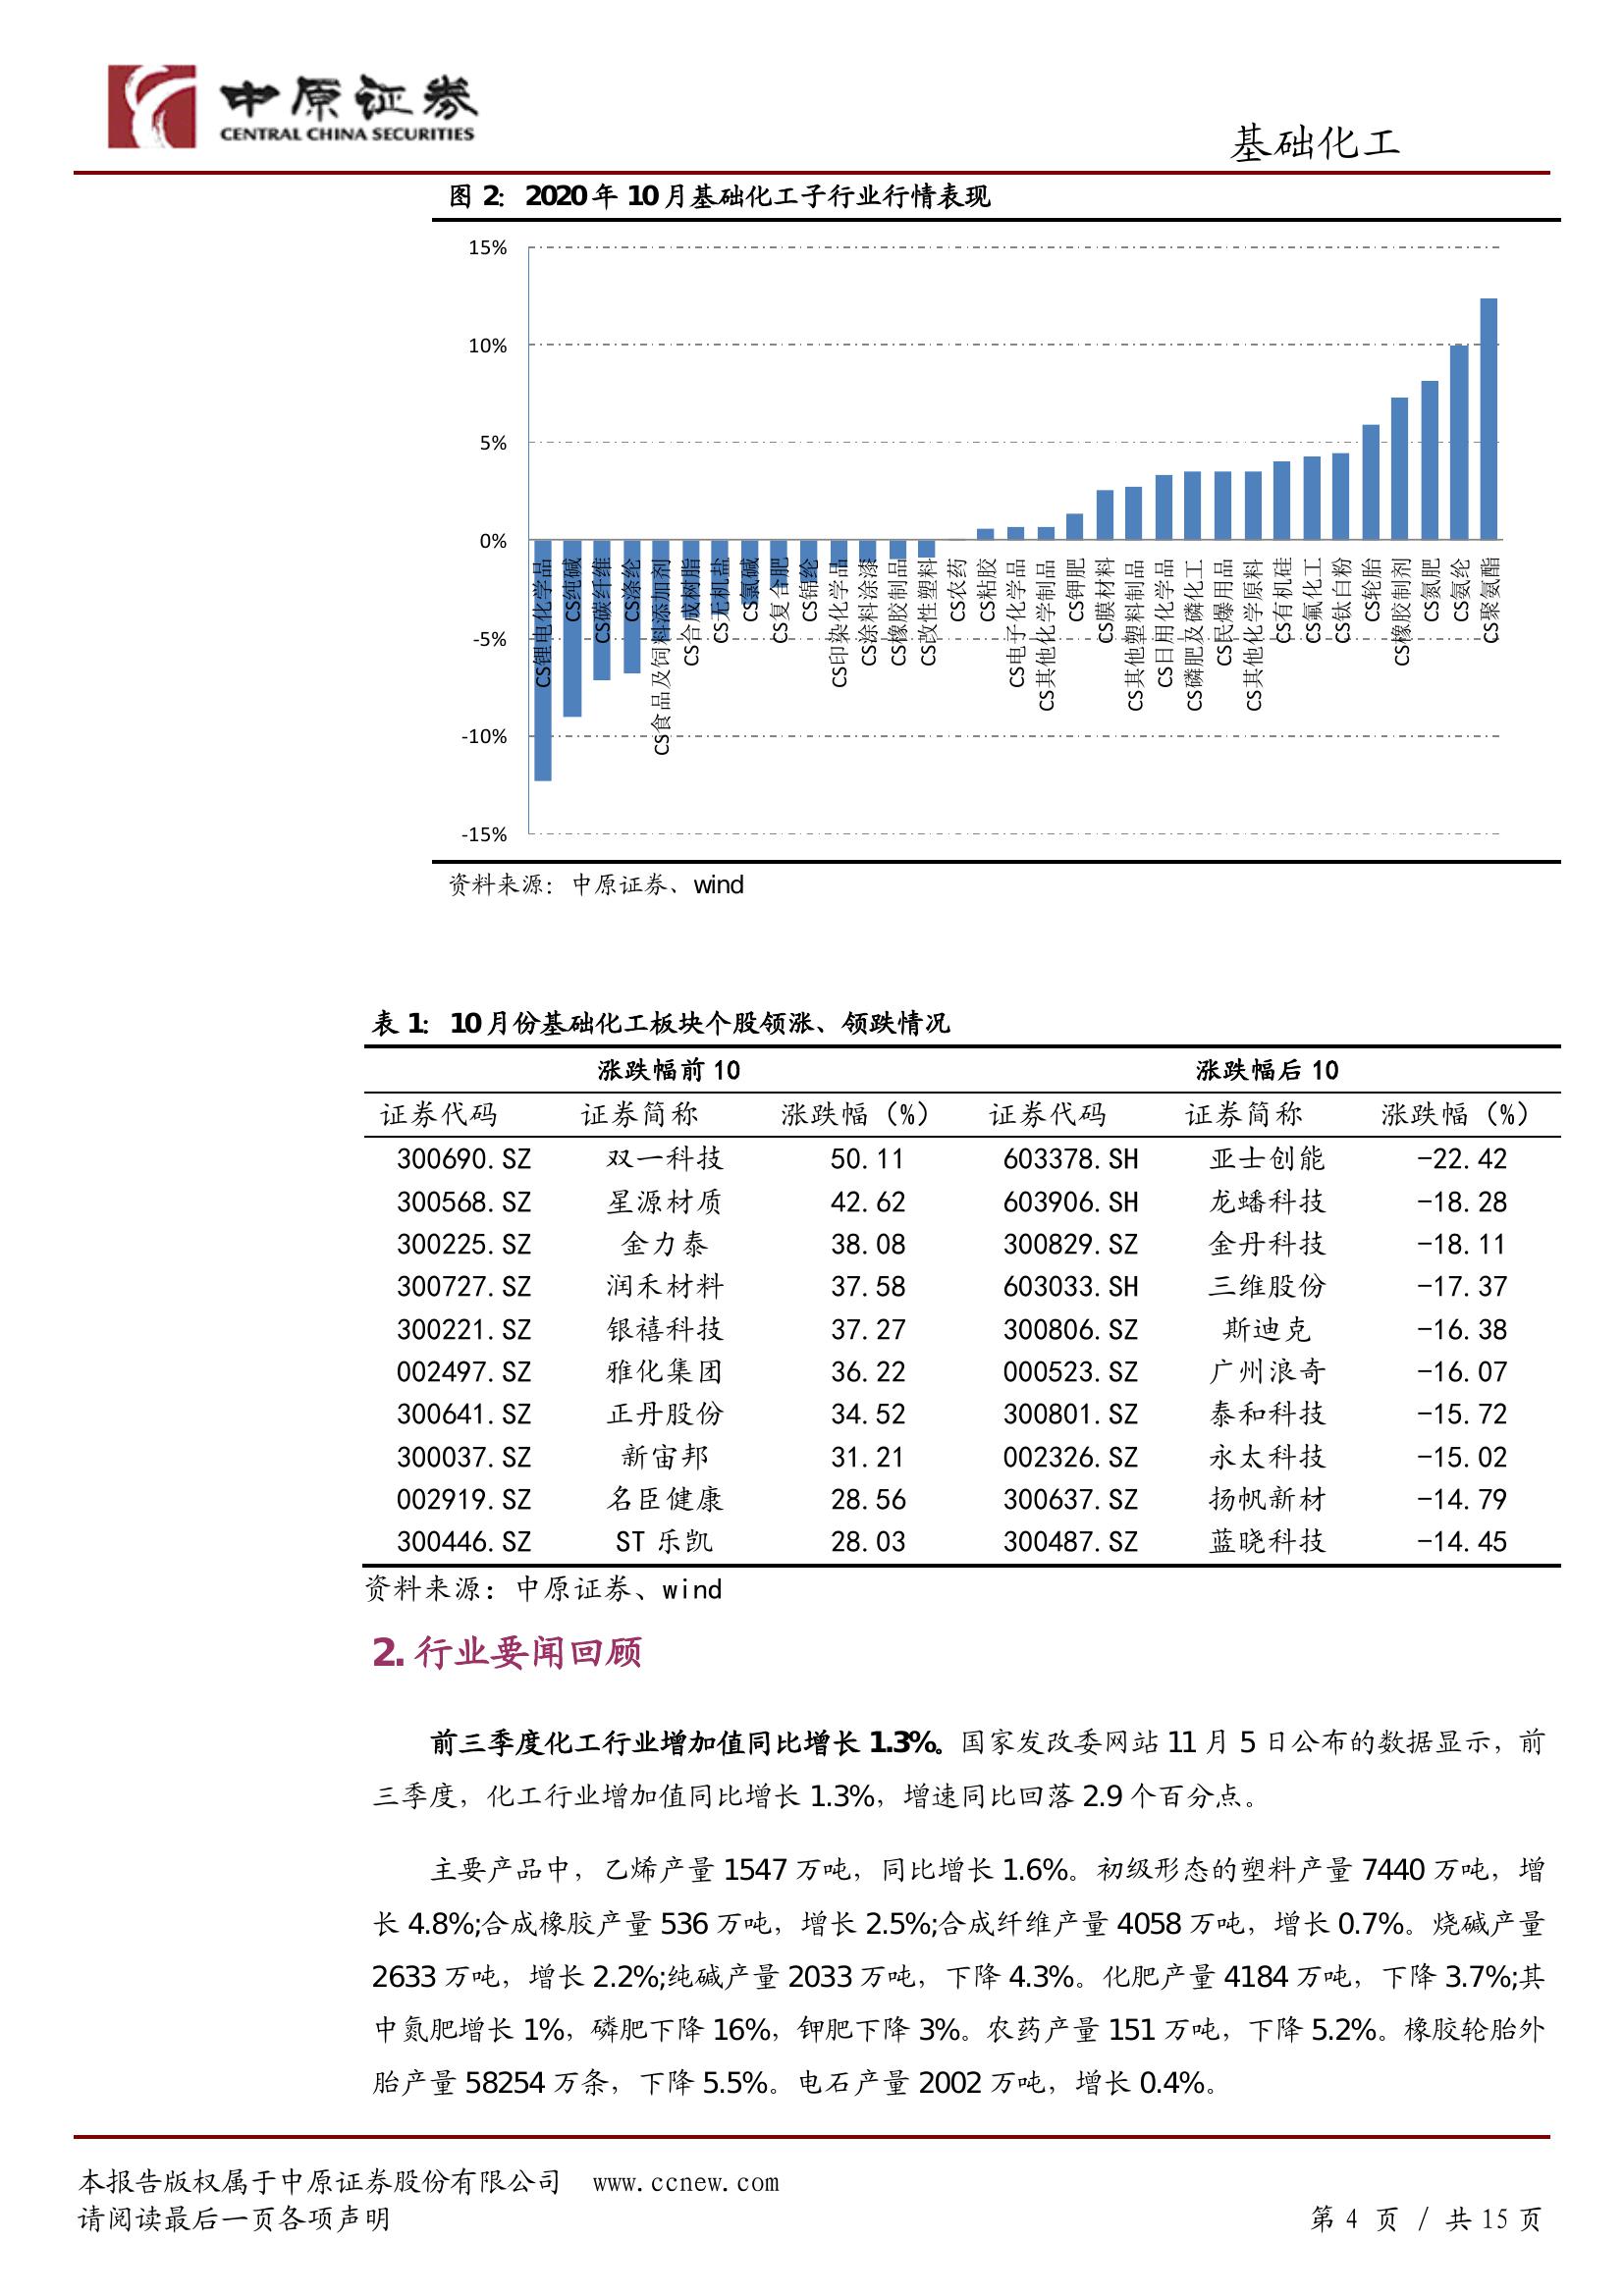 中原证券
CENTRAL CHINA SECURITIES
基础化工
图 2：2020 年 10 月基础化工子行业行情表现
15%
10%
5%
0%
-5%
-10%
-15%
CS锂电化学品
CS纯碱
CS碳纤维
CS涤纶
CS食品及饲料添加剂
CS合成树脂
CS无机盐
CS氯碱
CS复合肥
CS锦纶
CS印染化学品
CS涂料涂漆
CS橡胶制品
CS改性塑料
CS农药
CS粘胶
CS电子化学品
CS其他化学制品
CS钾肥
CS膜材料
CS其他塑料制品
CS日用化学品
CS磷肥及磷化工
CS民爆用品
CS其他化学原料
CS有机硅
CS氟化工
CS钛白粉
CS轮胎
CS橡胶制剂
CS氮肥
CS氨纶
CS聚氨酯
资料来源：中原证券、wind
表 1：10 月份基础化工板块个股领涨、领跌情况
涨跌幅前 10 涨跌幅后 10
证券代码 证券简称 涨跌幅（%） 证券代码 证券简称 涨跌幅（%）
300690.SZ 双一科技 50.11 603378.SH 亚士创能 -22.42
300568.SZ 星源材质 42.62 603906.SH 龙蟠科技 -18.28
300225.SZ 金力泰 38.08 300829.SZ 金丹科技 -18.11
300727.SZ 润禾材料 37.58 603033.SH 三维股份 -17.37
300221.SZ 银禧科技 37.27 300806.SZ 斯迪克 -16.38
002497.SZ 雅化集团 36.22 000523.SZ 广州浪奇 -16.07
300641.SZ 正丹股份 34.52 300801.SZ 泰和科技 -15.72
300037.SZ 新宙邦 31.21 002326.SZ 永太科技 -15.02
002919.SZ 名臣健康 28.56 300637.SZ 扬帆新材 -14.79
300446.SZ ST 乐凯 28.03 300487.SZ 蓝晓科技 -14.45
资料来源：中原证券、wind
2. 行业要闻回顾
前三季度化工行业增加值同比增长 1.3%。国家发改委网站 11 月 5 日公布的数据显示，前
三季度，化工行业增加值同比增长 1.3%，增速同比回落 2.9 个百分点。
主要产品中，乙烯产量 1547 万吨，同比增长 1.6%。初级形态的塑料产量 7440 万吨，增
长 4.8%;合成橡胶产量 536 万吨，增长 2.5%;合成纤维产量 4058 万吨，增长 0.7%。烧碱产量
2633 万吨，增长 2.2%;纯碱产量 2033 万吨，下降 4.3%。化肥产量 4184 万吨，下降 3.7%;其
中氮肥增长 1%，磷肥下降 16%，钾肥下降 3%。农药产量 151 万吨，下降 5.2%。橡胶轮胎外
胎产量 58254 万条，下降 5.5%。电石产量 2002 万吨，增长 0.4%。
本报告版权属于中原证券股份有限公司 www.ccnew.com
请阅读最后一页各项声明 第 4 页 / 共 15 页